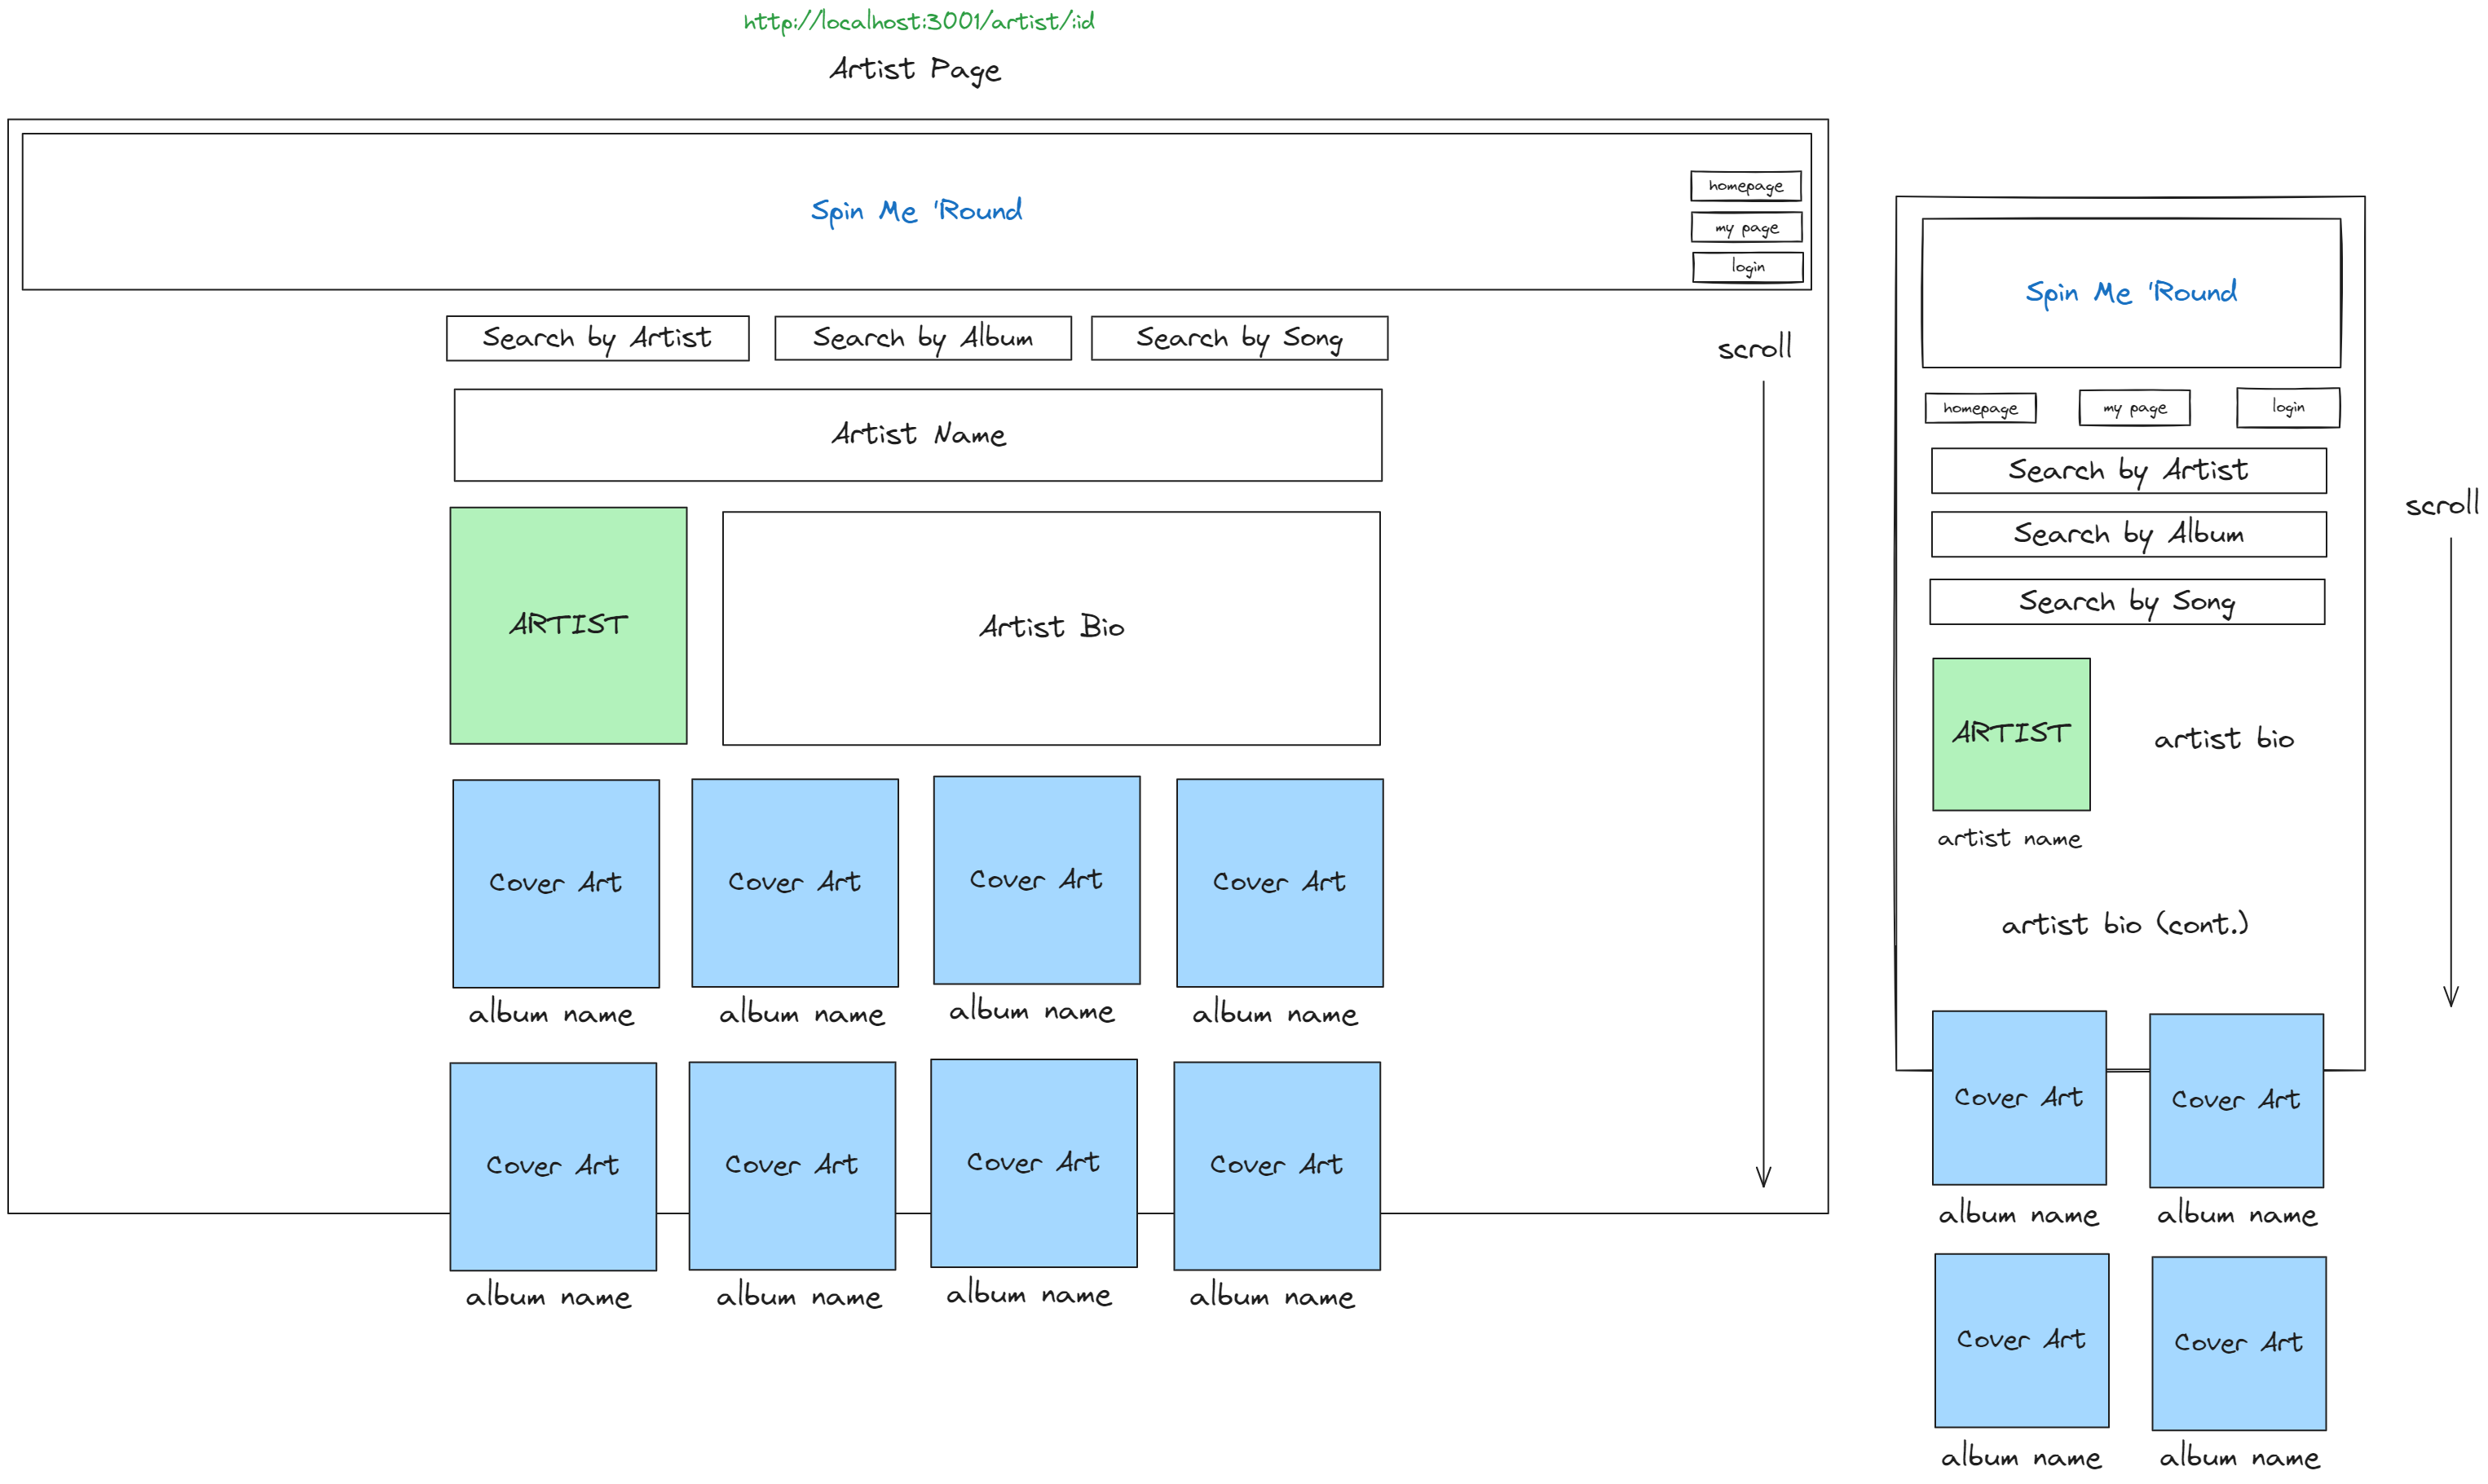 http://localhost:3001/artist/:id
Artist Page
Spin Me 'Round
homepage
my page
login
Search by Artist
Search by Album
Search by Song
scroll
Artist Name
ARTIST
Artist Bio
Cover Art
Cover Art
Cover Art
Cover Art
album name
album name
album name
album name
Cover Art
Cover Art
Cover Art
Cover Art
album name
album name
album name
album name
Spin Me 'Round
homepage
my page
login
Search by Artist
Search by Album
Search by Song
scroll
ARTIST
artist bio
artist name
artist bio (cont.)
Cover Art
Cover Art
album name
album name
Cover Art
Cover Art
album name
album name